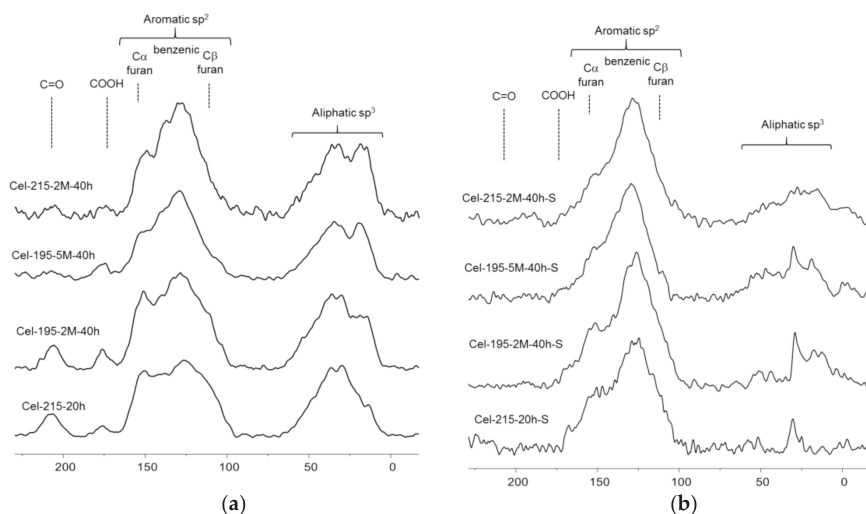 Aromatic sp²
benzenic
Cα
furan
Cβ
furan
C=O
COOH
Aliphatic sp³
Cel-215-2M-40h
Cel-195-5M-40h
Cel-195-2M-40h
Cel-215-20h
200 150 100 50 0
(a)
Aromatic sp²
benzenic
Cα
furan
Cβ
furan
C=O
COOH
Aliphatic sp³
Cel-215-2M-40h-S
Cel-195-5M-40h-S
Cel-195-2M-40h-S
Cel-215-20h-S
200 150 100 50 0
(b)